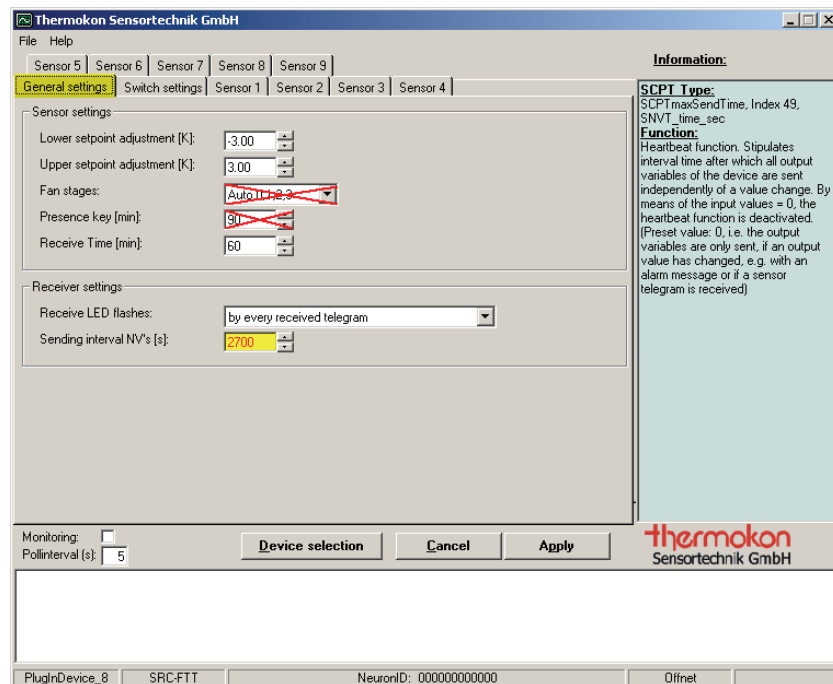 Thermokon Sensortechnik GmbH
File Help
Information:
Sensor 5 Sensor 6 Sensor 7 Sensor 8 Sensor 9
General settings Switch settings Sensor 1 Sensor 2 Sensor 3 Sensor 4
Sensor settings
Lower setpoint adjustment [K]: -3.00
Upper setpoint adjustment [K]: 3.00
Fan stages: Auto 0,1,2,3
Presence key [min]: 90
Receive Time [min]: 60
Receiver settings
Receive LED flashes: by every received telegram
Sending interval NV's [s]: 2700
SCPT Type:
SCPTmaxSendTime, Index 49,
SNVT_time_sec
Function:
Heartbeat function. Stipulates
interval time after which all output
variables of the device are sent
independently of a value change. By
means of the input values = 0, the
heartbeat function is deactivated.
(Preset value: 0, i.e. the output
variables are only sent, if an output
value has changed, e.g. with an
alarm message or if a sensor
telegram is received)
Monitoring:
Pollinterval (s): 5
Device selection Cancel Apply
thermokon
Sensortechnik GmbH
PlugInDevice_8 SRC-FTT NeuronID: 000000000000 Offnet